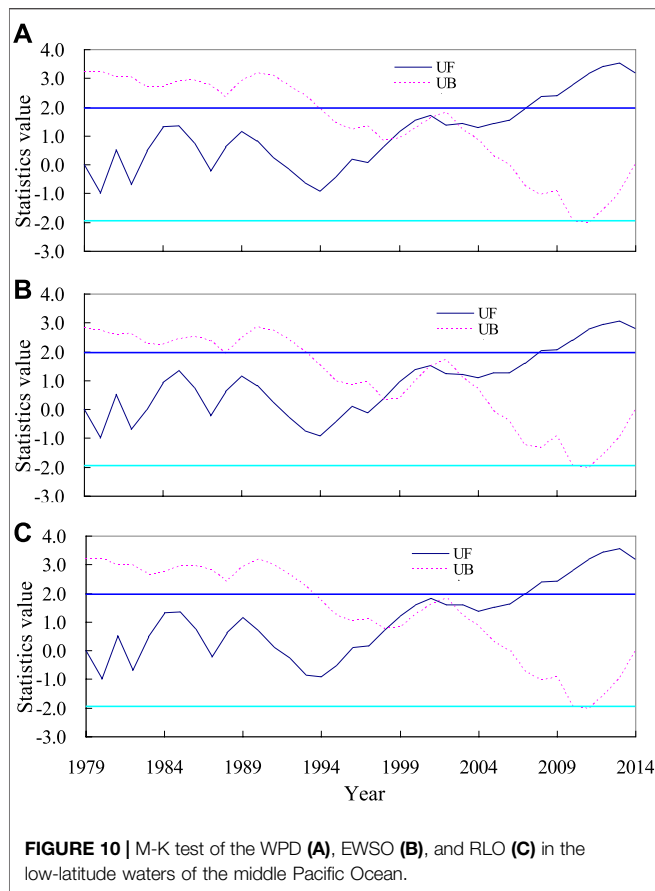 A
4.0
3.0
2.0
1.0
0.0
-1.0
-2.0
-3.0
Statistics value
UF
UB
B
4.0
3.0
2.0
1.0
0.0
-1.0
-2.0
-3.0
Statistics value
UF
UB
C
4.0
3.0
2.0
1.0
0.0
-1.0
-2.0
-3.0
Statistics value
UF
UB
1979 1984 1989 1994 1999 2004 2009 2014
Year
FIGURE 10 | M-K test of the WPD (A), EWSO (B), and RLO (C) in the
low-latitude waters of the middle Pacific Ocean.